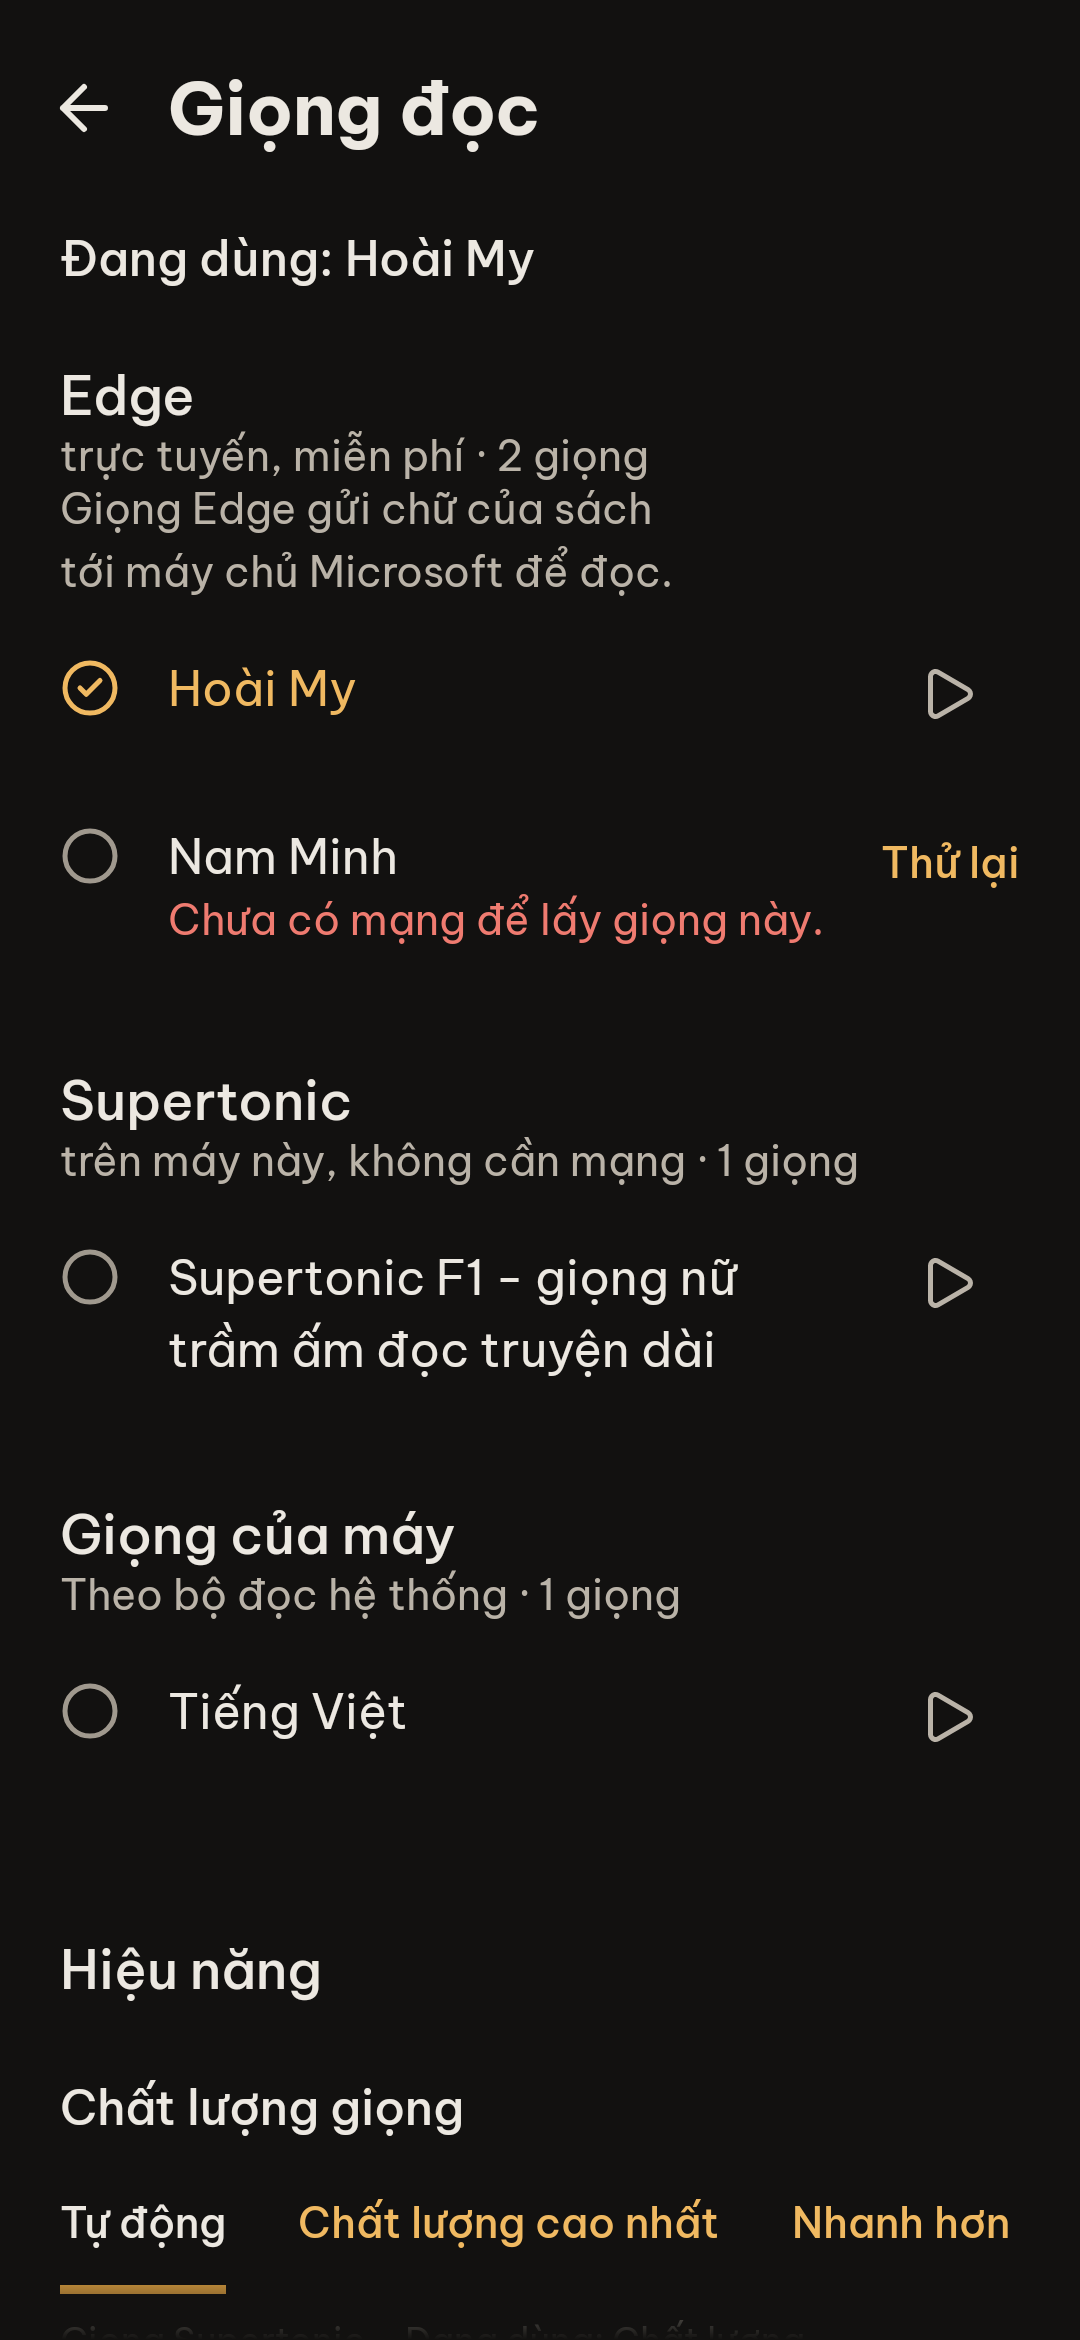 Giọng đọc
Đang dùng: Hoài My
Edge
trực tuyến, miễn phí · 2 giọng
Giọng Edge gửi chữ của sách
tới máy chủ Microsoft để đọc.
Hoài My
Nam Minh
Thử lại
Chưa có mạng để lấy giọng này.
Supertonic
trên máy này, không cần mạng · 1 giọng
Supertonic F1 – giọng nữ
trầm ấm đọc truyện dài
Giọng của máy
Theo bộ đọc hệ thống · 1 giọng
Tiếng Việt
Hiệu năng
Chất lượng giọng
Tự động
Chất lượng cao nhất
Nhanh hơn